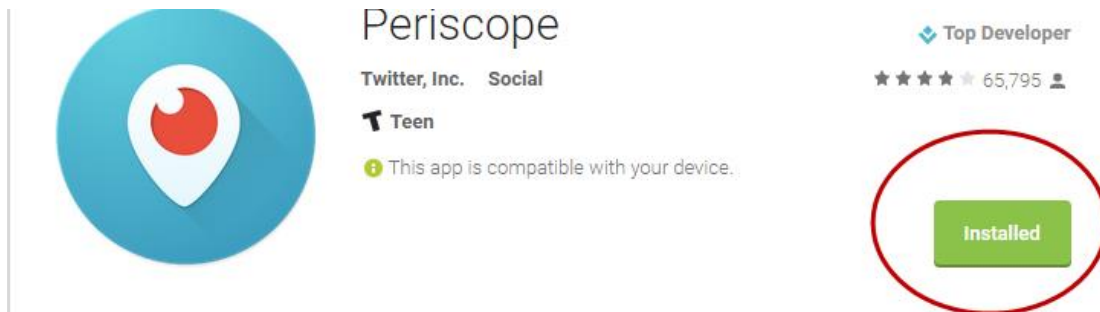 Periscope
Top Developer
Twitter, Inc. Social
65,795
Teen
This app is compatible with your device.
Installed